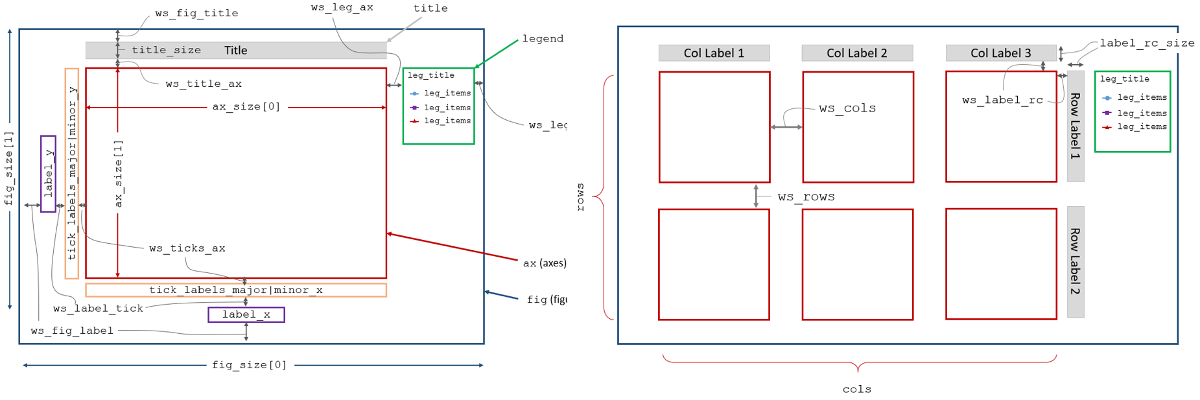 ws_fig_title
ws_leg_ax
title
title_size
Title
legend
ws_title_ax
leg_title
leg_items
leg_items
leg_items
ax_size[0]
ws_leg
fig_size[1]
label_y
tick_labels_major|minor_y
ax_size[1]
ws_ticks_ax
ax (axes)
tick_labels_major|minor_x
fig (figu
ws_label_tick
label_x
ws_fig_label
fig_size[0]
Col Label 1
Col Label 2
Col Label 3
label_rc_size
leg_title
leg_items
leg_items
leg_items
ws_label_rc
ws_cols
Row Label 1
rows
ws_rows
Row Label 2
cols